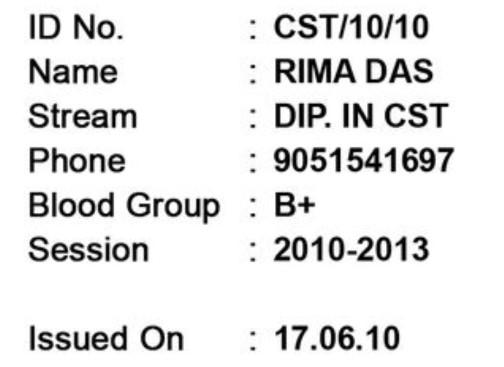 ID No. : CST/10/10
Name : RIMA DAS
Stream : DIP. IN CST
Phone : 9051541697
Blood Group : B+
Session : 2010-2013
Issued On : 17.06.10